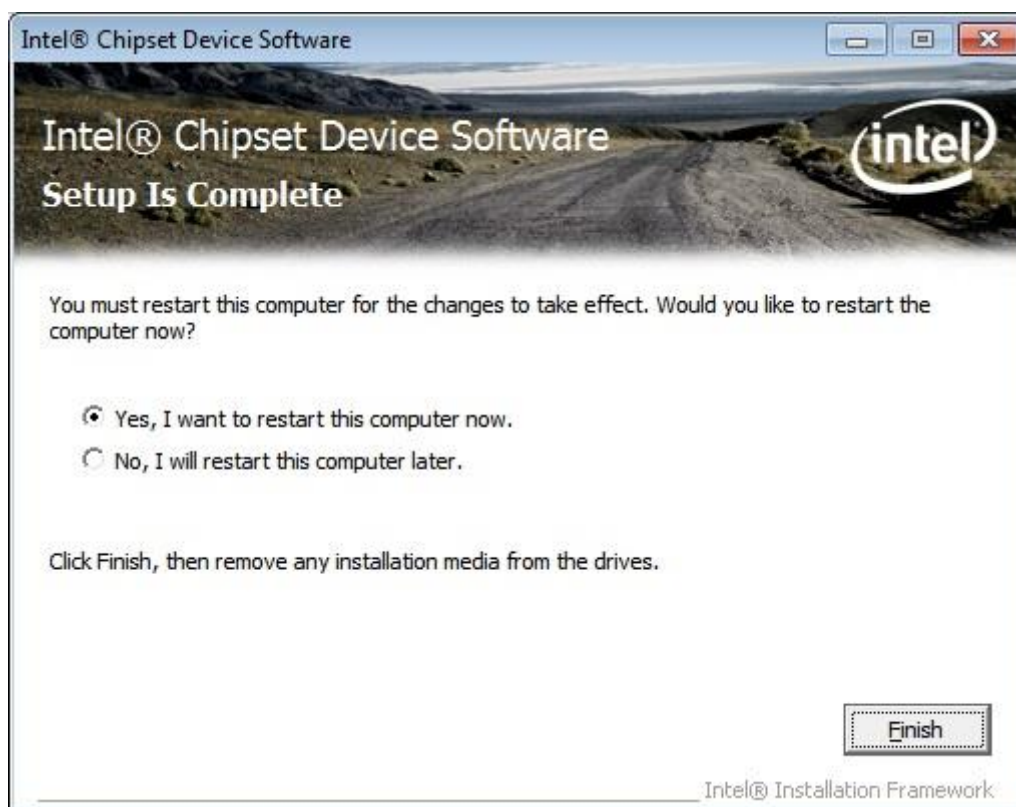 Intel® Chipset Device Software
Intel® Chipset Device Software
intel
Setup Is Complete
You must restart this computer for the changes to take effect. Would you like to restart the
computer now?
Yes, I want to restart this computer now.
No, I will restart this computer later.
Click Finish, then remove any installation media from the drives.
Finish
Intel® Installation Framework